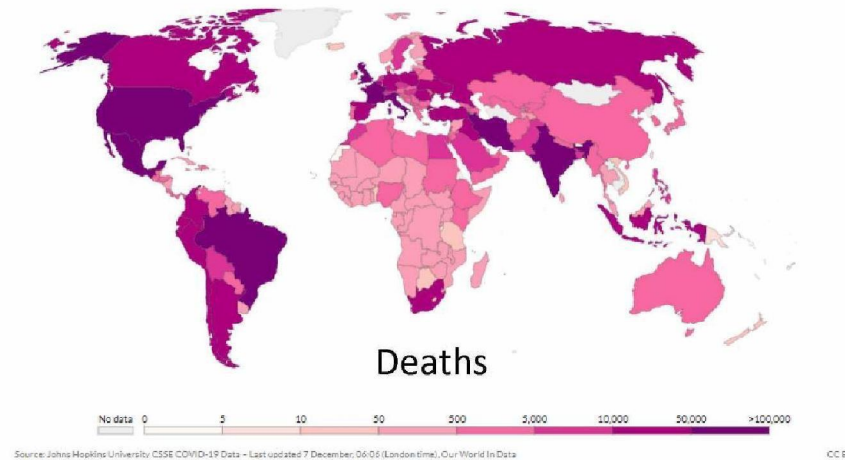 Deaths
No data 0 5 10 50 500 5,000 10,000 50,000 >100,000
Source: Johns Hopkins University CSSE COVID-19 Data – Last updated 7 December, 06:06 (London time), Our World In Data CC B